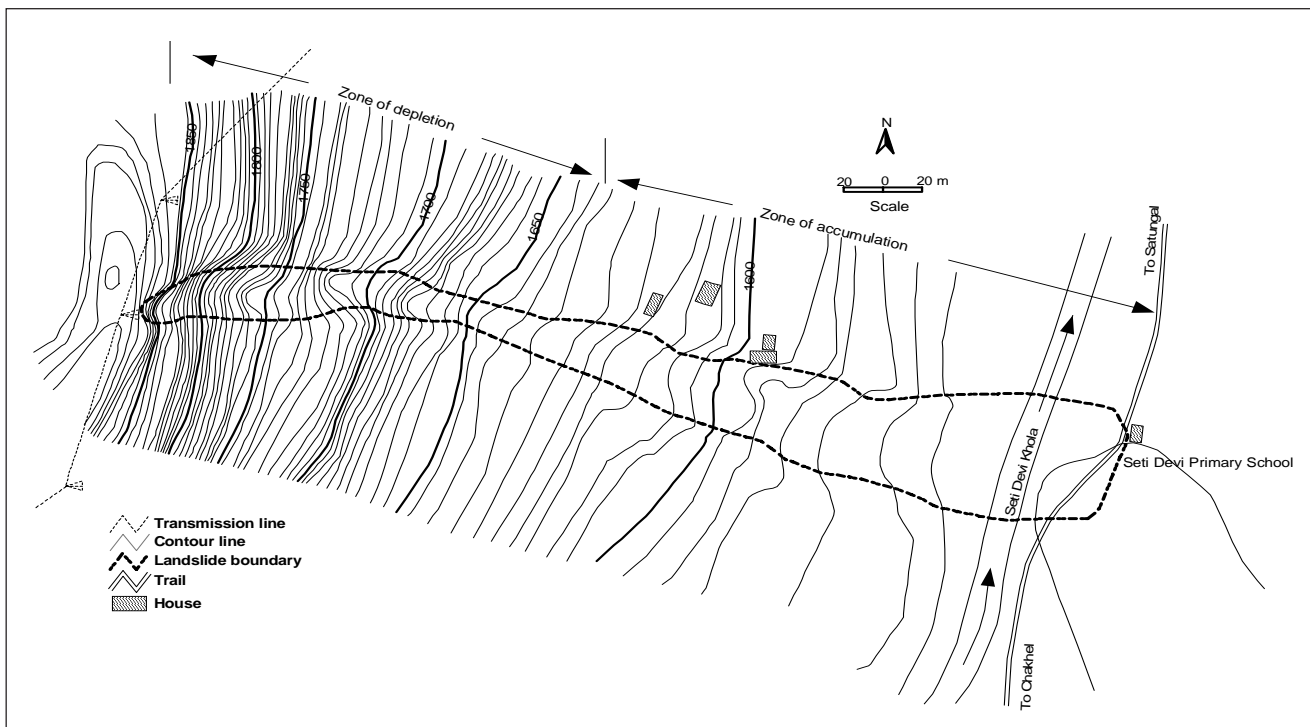 Zone of depletion
1850
1800
1750
1700
1650
N
20 0 20 m
Scale
Zone of accumulation
1600
To Satungal
Seti Devi Khola
Seti Devi Primary School
To Chakhel
Transmission line
Contour line
Landslide boundary
Trail
House